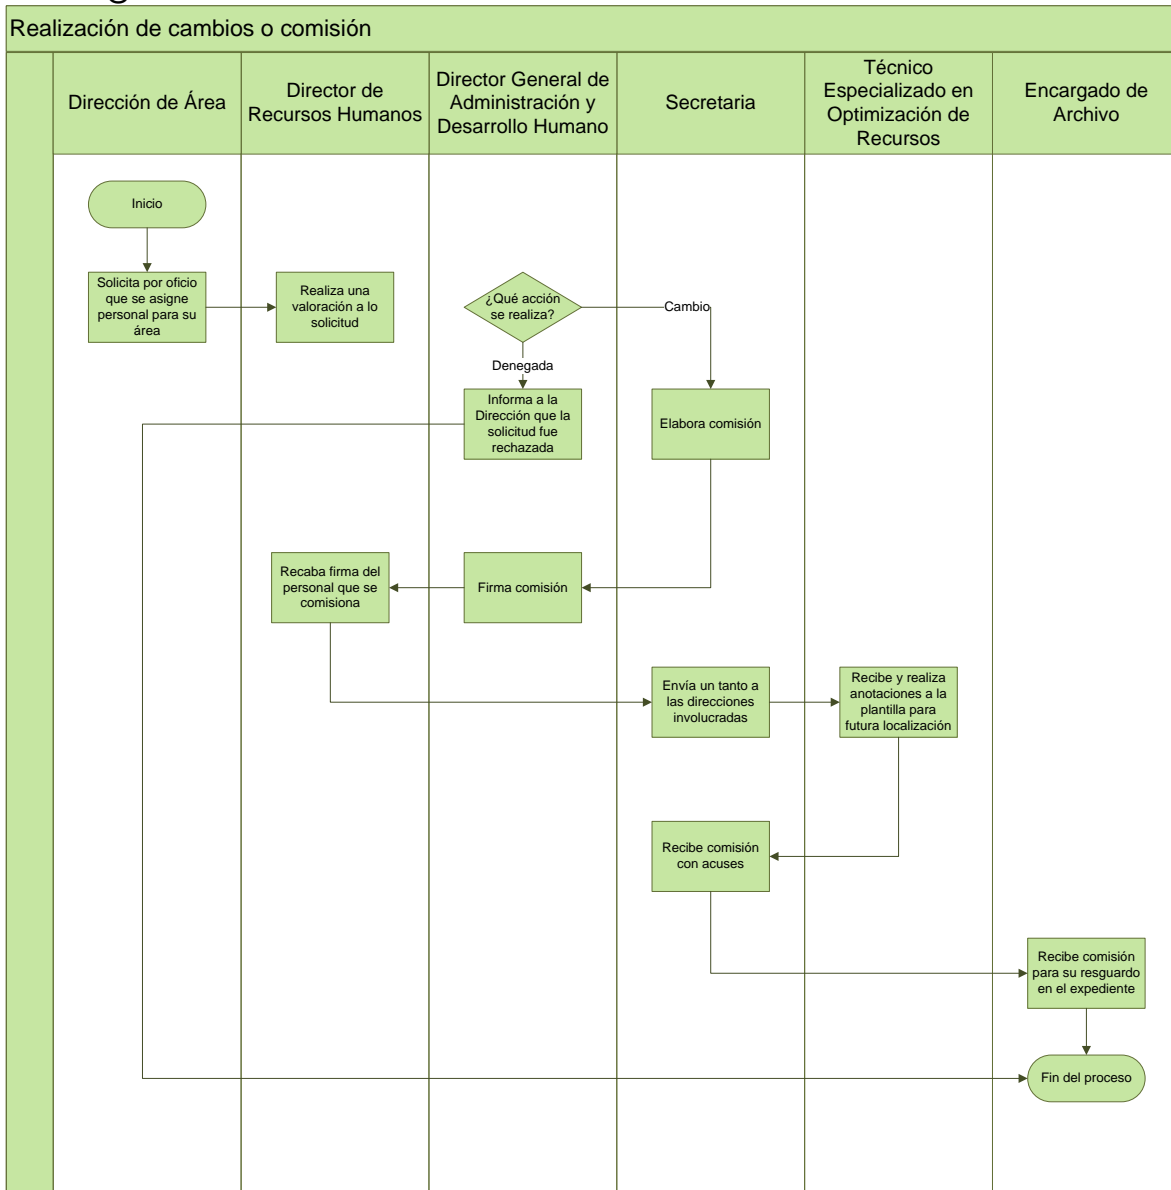 Realización de cambios o comisión
Dirección de Área
Director de
Recursos Humanos
Director General de
Administración y
Desarrollo Humano
Secretaria
Técnico
Especializado en
Optimización de
Recursos
Encargado de
Archivo
Inicio
Solicita por oficio
que se asigne
personal para su
área
Realiza una
valoración a lo
solicitud
¿Qué acción
se realiza?
Cambio
Denegada
Informa a la
Dirección que la
solicitud fue
rechazada
Elabora comisión
Recaba firma del
personal que se
comisiona
Firma comisión
Envía un tanto a
las direcciones
involucradas
Recibe y realiza
anotaciones a la
plantilla para
futura localización
Recibe comisión
con acuses
Recibe comisión
para su resguardo
en el expediente
Fin del proceso